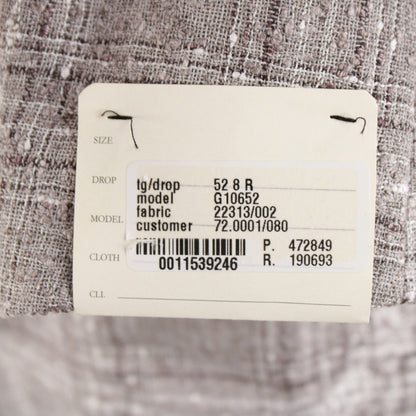 SIZE
DROP
MODEL
CLOTH
CLI.
tg/drop 52 8 R
model G10652
fabric 22313/002
customer 72.0001/080
P. 472849
0011539246 R. 190693